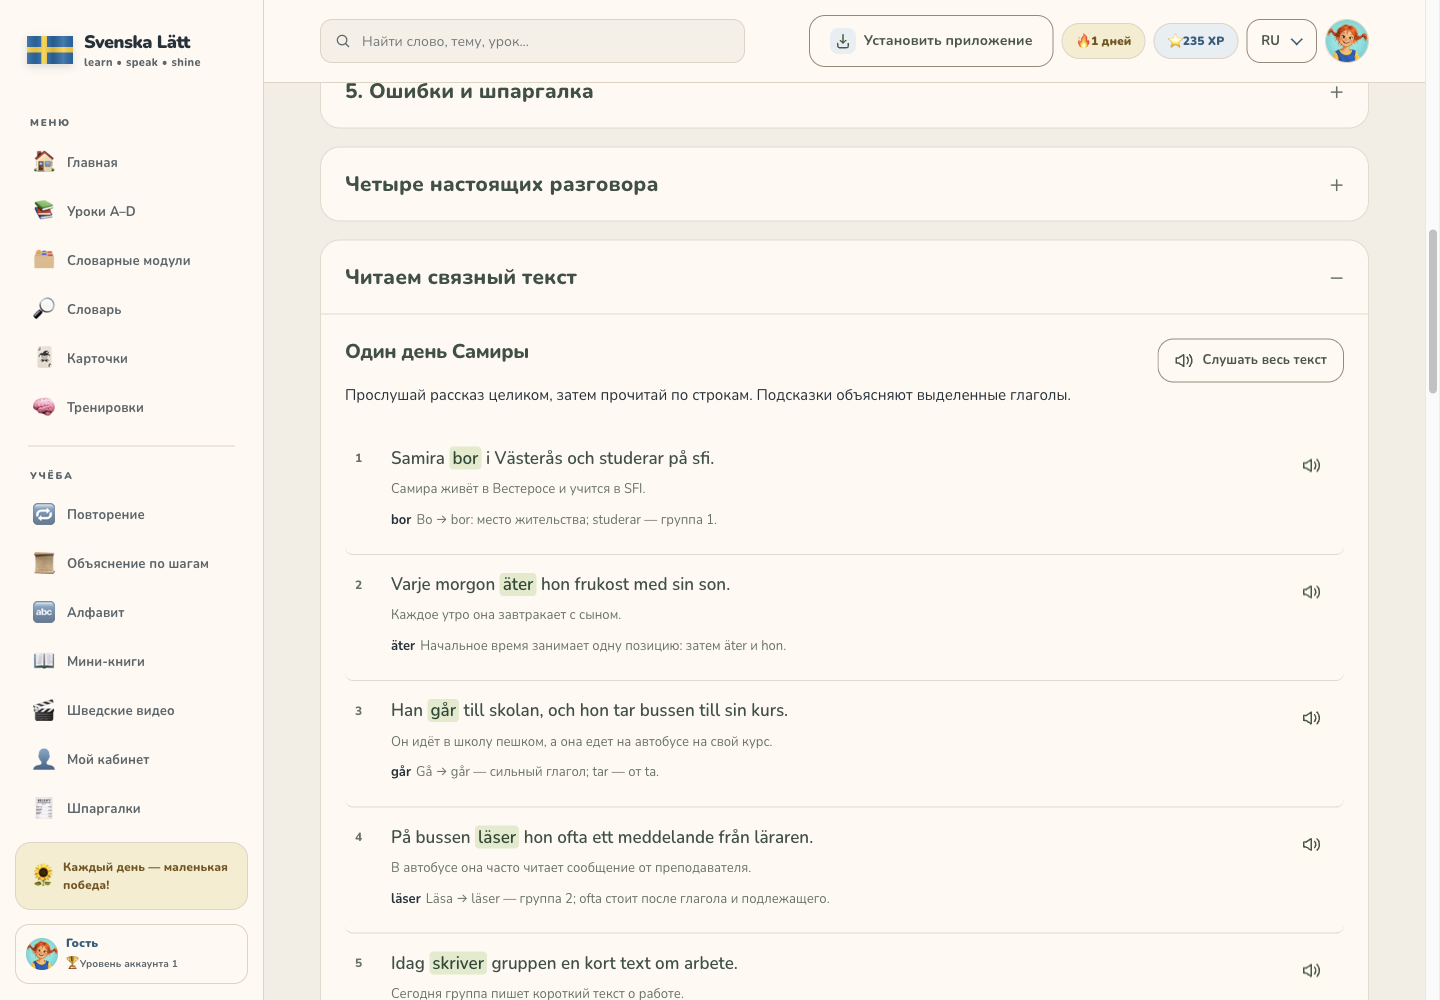 Svenska Lätt
learn • speak • shine
МЕНЮ
Главная
Уроки A–D
Словарные модули
Словарь
Карточки
Тренировки
УЧЁБА
Повторение
Объяснение по шагам
abc
Алфавит
Мини-книги
Шведские видео
Мой кабинет
Шпаргалки
Каждый день — маленькая
победа!
Гость
Уровень аккаунта 1
Найти слово, тему, урок...
Установить приложение
1 дней
235 XP
RU
5. Ошибки и шпаргалка
Четыре настоящих разговора
Читаем связный текст
Один день Самиры
Слушать весь текст
Прослушай рассказ целиком, затем прочитай по строкам. Подсказки объясняют выделенные глаголы.
1 Samira bor i Västerås och studerar på sfi.
Самира живёт в Вестеросе и учится в SFI.
bor Bo → bor: место жительства; studerar — группа 1.
2 Varje morgon äter hon frukost med sin son.
Каждое утро она завтракает с сыном.
äter Начальное время занимает одну позицию: затем äter и hon.
3 Han går till skolan, och hon tar bussen till sin kurs.
Он идёт в школу пешком, а она едет на автобусе на свой курс.
går Gå → går — сильный глагол; tar — от ta.
4 På bussen läser hon ofta ett meddelande från läraren.
В автобусе она часто читает сообщение от преподавателя.
läser Läsa → läser — группа 2; ofta стоит после глагола и подлежащего.
5 Idag skriver gruppen en kort text om arbete.
Сегодня группа пишет короткий текст о работе.